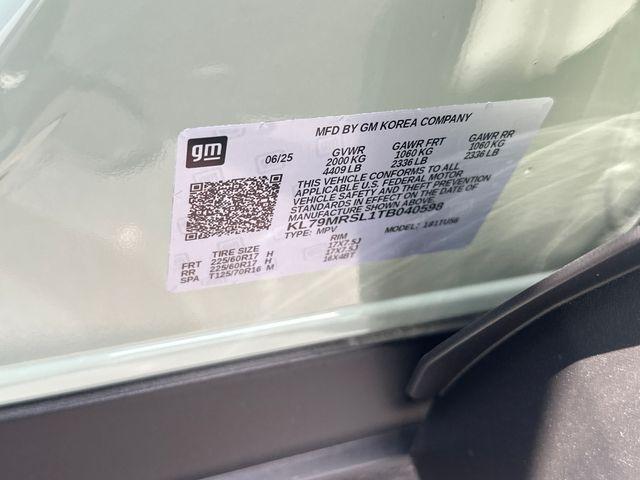 gm
MFD BY GM KOREA COMPANY
06/25 GVWR GAWR FRT GAWR RR
2000 KG 1060 KG 1060 KG
4409 LB 2336 LB 2336 LB
THIS VEHICLE CONFORMS TO ALL
APPLICABLE U.S. FEDERAL MOTOR
VEHICLE SAFETY AND THEFT PREVENTION
STANDARDS IN EFFECT ON THE DATE OF
MANUFACTURE SHOWN ABOVE.
KL79MRSL1TB040598
TYPE: MPV MODEL: 1811U56
TIRE SIZE RIM
FRT 225/60R17 H 17X7.5J
RR 225/60R17 H 17X7.5J
SPA T125/70R16 M 16X4BT